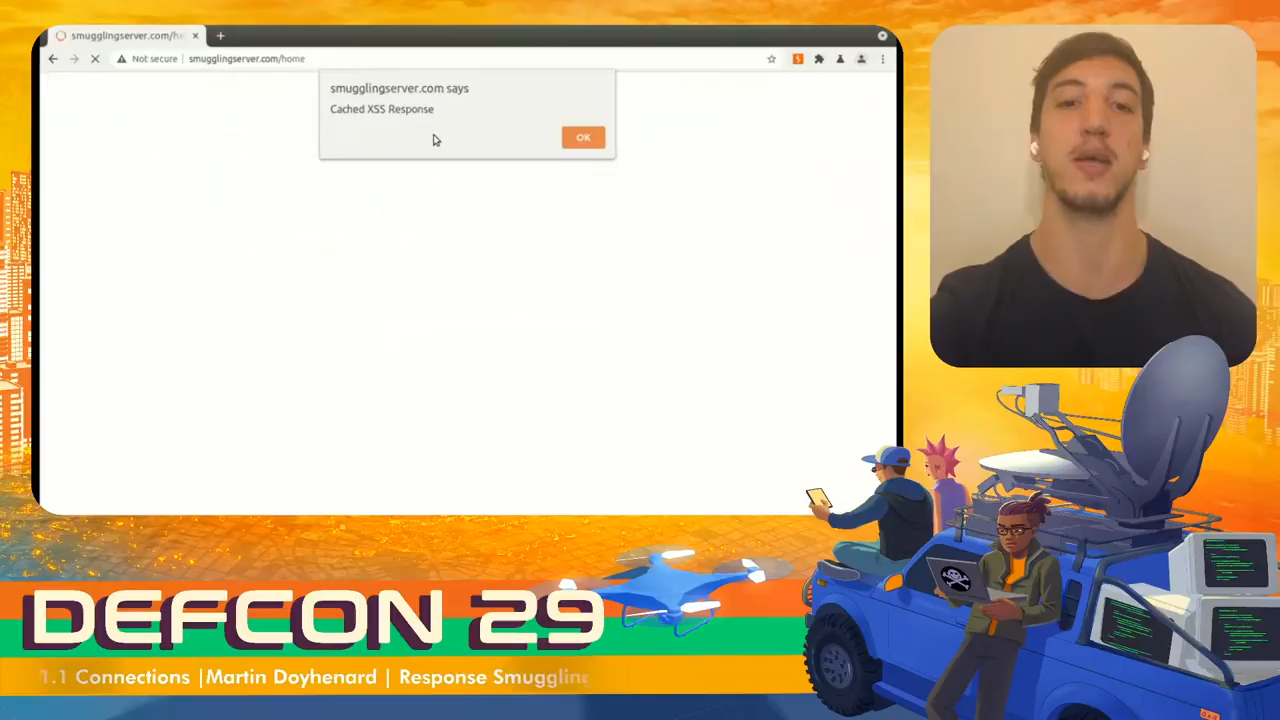 smugglingserver.com/h
Not secure
smugglingserver.com/home
smugglingserver.com says
Cached XSS Response
OK
DEFCON 29
1.1 Connections |Martin Doyhenard | Response Smuggling